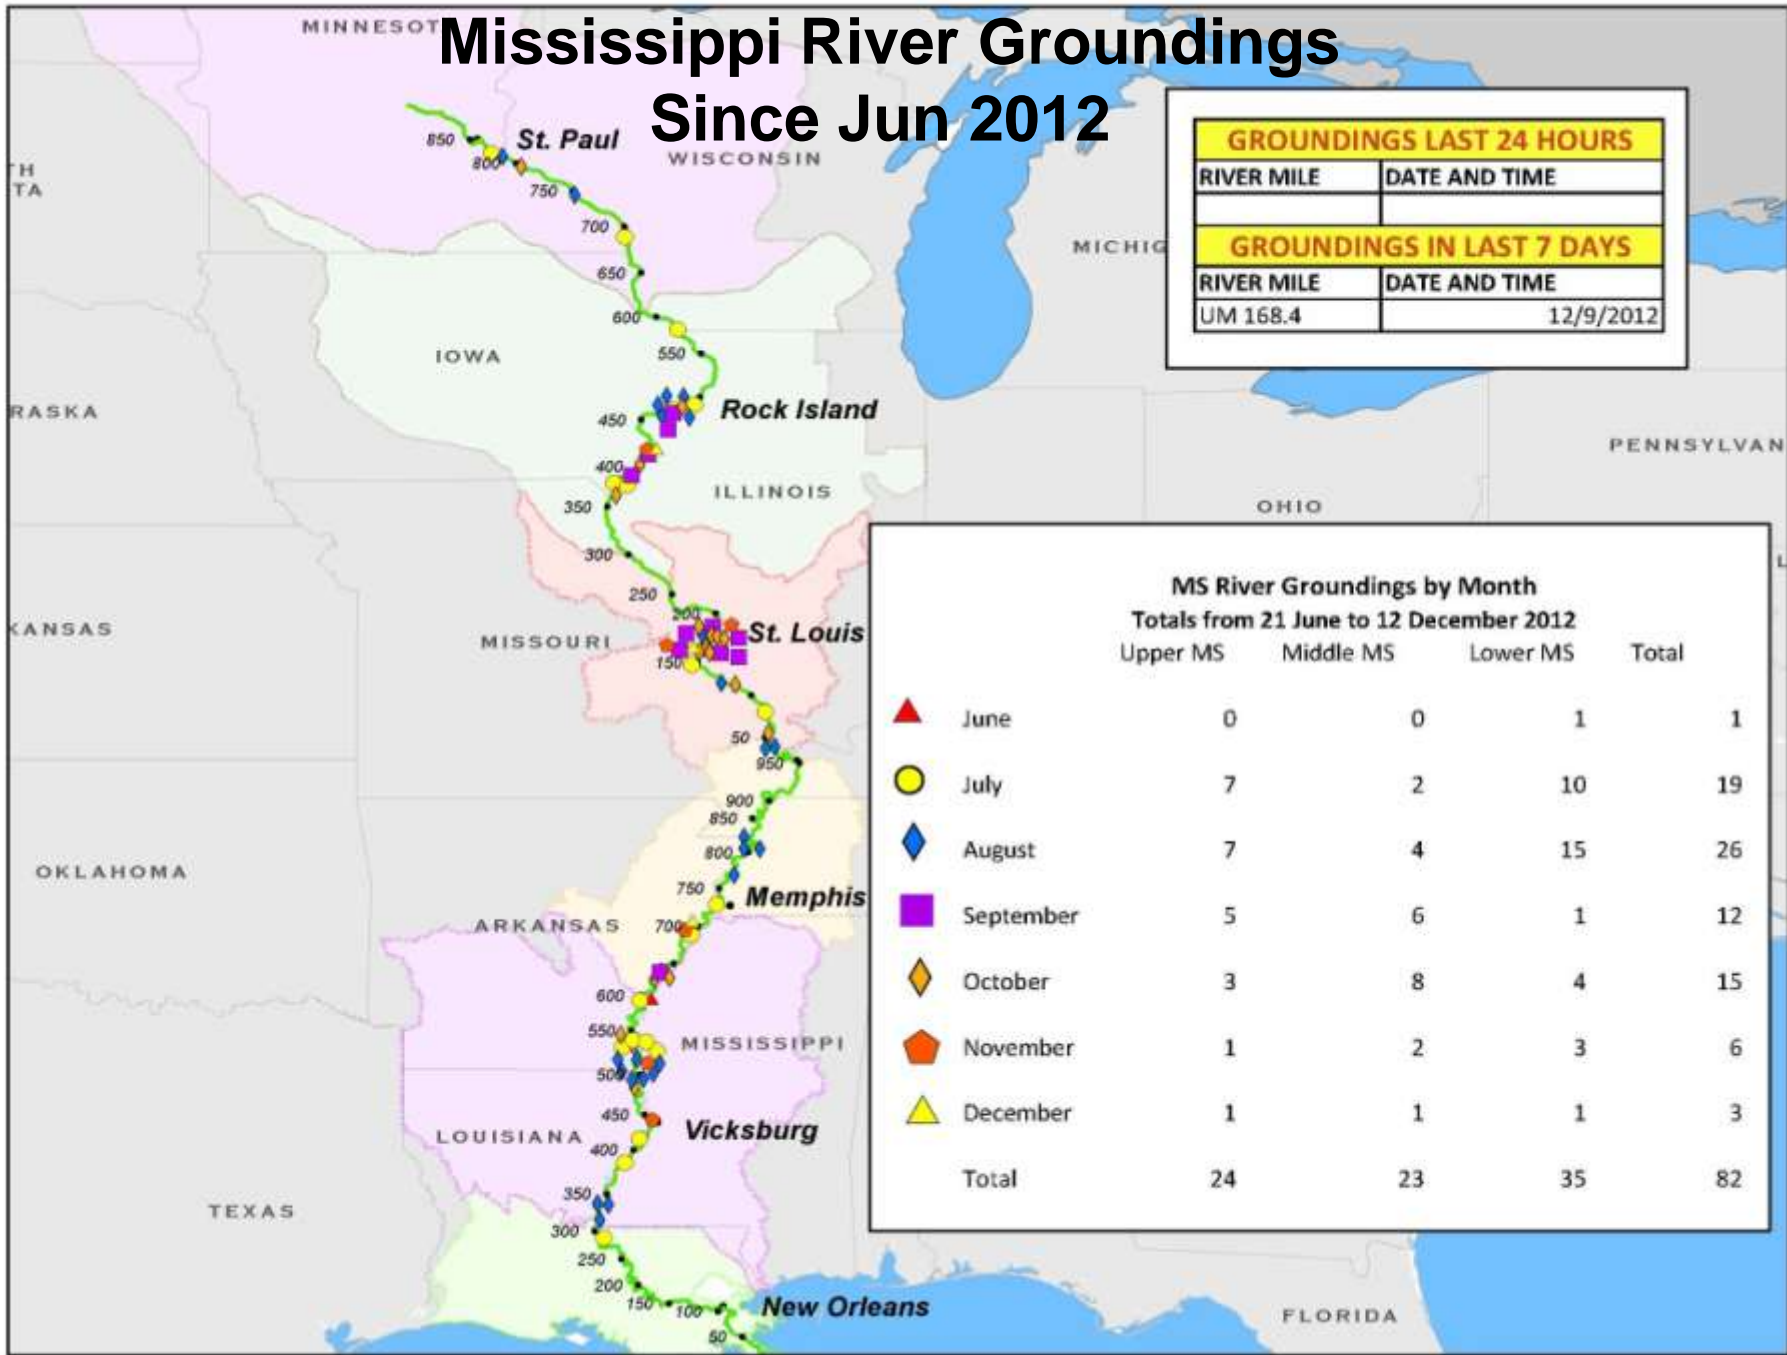 Mississippi River Groundings
Since Jun 2012
MINNESOT
WISCONSIN
MICHIG
TH
TA
IOWA
RASKA
ILLINOIS
OHIO
PENNSYLVAN
KANSAS
MISSOURI
OKLAHOMA
ARKANSAS
MISSISSIPPI
LOUISIANA
TEXAS
FLORIDA
L
St. Paul
Rock Island
St. Louis
Memphis
Vicksburg
New Orleans
850
800
750
700
650
600
550
450
400
350
300
250
200
150
50
950
900
850
800
750
700
600
550
500
450
400
350
300
250
200
150
100
50
GROUNDINGS LAST 24 HOURS
RIVER MILE DATE AND TIME
GROUNDINGS IN LAST 7 DAYS
RIVER MILE DATE AND TIME
UM 168.4 12/9/2012
MS River Groundings by Month
Totals from 21 June to 12 December 2012
Upper MS Middle MS Lower MS Total
June 0 0 1 1
July 7 2 10 19
August 7 4 15 26
September 5 6 1 12
October 3 8 4 15
November 1 2 3 6
December 1 1 1 3
Total 24 23 35 82